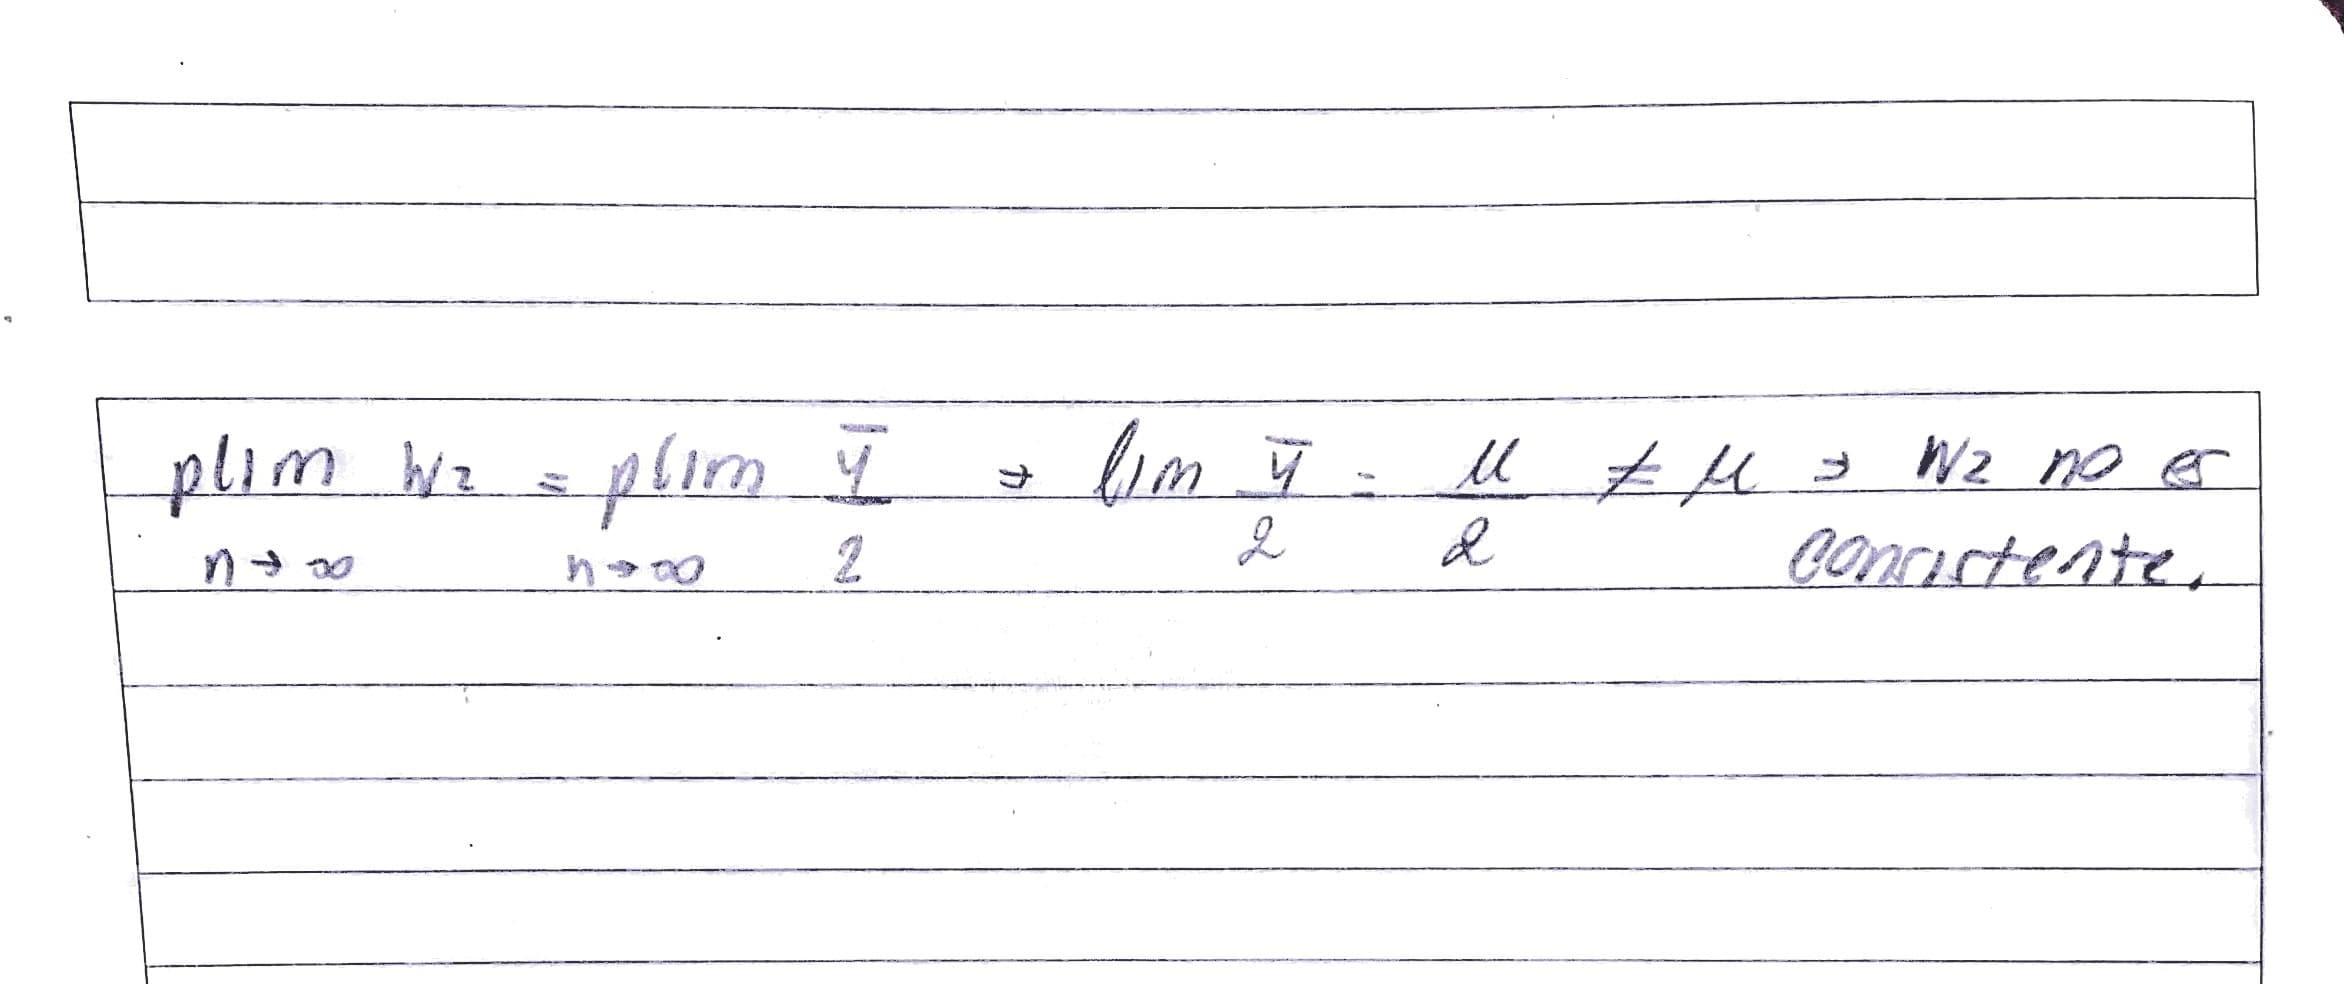 plim W₂ = plim Ȳ/2 ⇒ lim Ȳ/2 = μ/2 ≠ μ ⇒ W₂ no es
n→∞ n→∞ consistente.